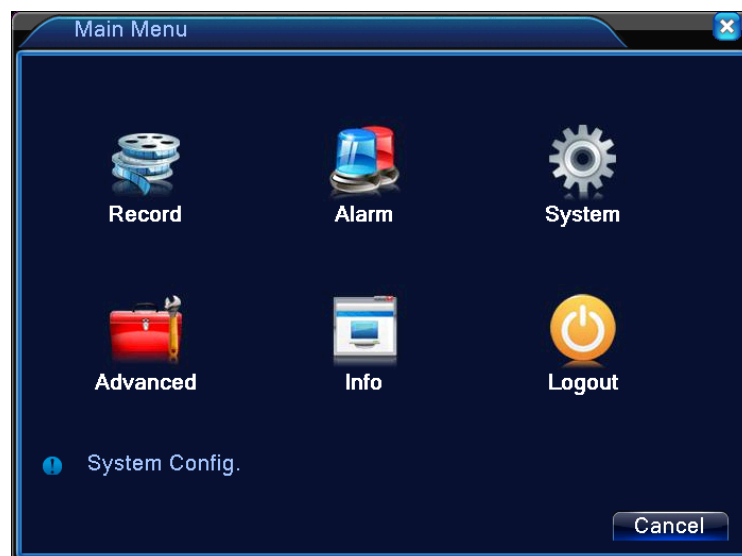 Main Menu
Record
Alarm
System
Advanced
Info
Logout
System Config.
Cancel